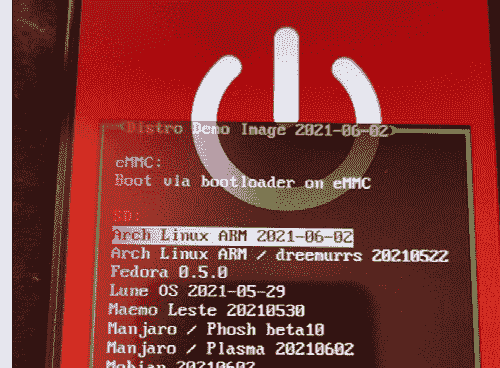 Distro Demo Image 2021-06-02
eMMC:
Boot via bootloader on eMMC
SD:
Arch Linux ARM 2021-06-02
Arch Linux ARM / dreemurrs 20210522
Fedora 0.5.0
Lune OS 2021-05-29
Maemo Leste 20210530
Manjaro / Phosh beta10
Manjaro / Plasma 20210602
Mobian 20210602